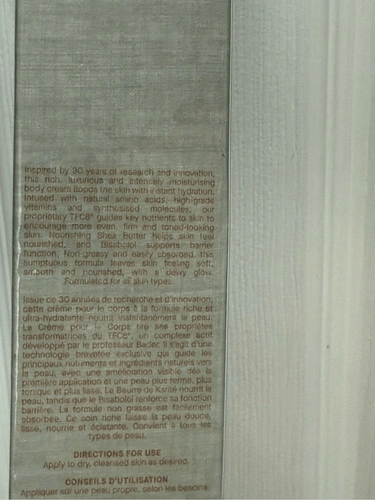 Inspired by 30 years of research and innovation,
this rich, luxurious and intensely moisturising
body cream floods the skin with instant hydration.
Infused with natural amino acids, high-grade
vitamins and synthesised molecules, our
proprietary TFC8® guides key nutrients to skin to
encourage more even, firm and toned-looking
skin. Nourishing Shea Butter helps skin feel
nourished, and Bisabolol supports barrier
function. Non-greasy and easily absorbed, this
sumptuous formula leaves skin feeling soft,
smooth and nourished, with a dewy glow.
Formulated for all skin types.
Issue de 30 années de recherche et d'innovation,
cette crème pour le corps à la formule riche et
ultra-hydratante nourrit instantanément la peau.
La Crème pour le Corps tire ses propriétés
transformatrices du TFC8®, un complexe actif
développé par le professeur Bader. Il s'agit d'une
technologie brevetée exclusive qui guide les
principaux nutriments et ingrédients naturels vers
la peau, avec une amélioration visible dès la
première application et une peau plus ferme, plus
tonique et plus lisse. Le Beurre de Karité nourrit la
peau, tandis que le Bisabolol renforce sa fonction
barrière. La formule non grasse est facilement
absorbée. Ce soin riche laisse la peau douce,
lisse, nourrie et éclatante. Convient à tous les
types de peau.
DIRECTIONS FOR USE
Apply to dry, cleansed skin as desired.
CONSEILS D'UTILISATION
Appliquer sur une peau propre, selon les besoins.